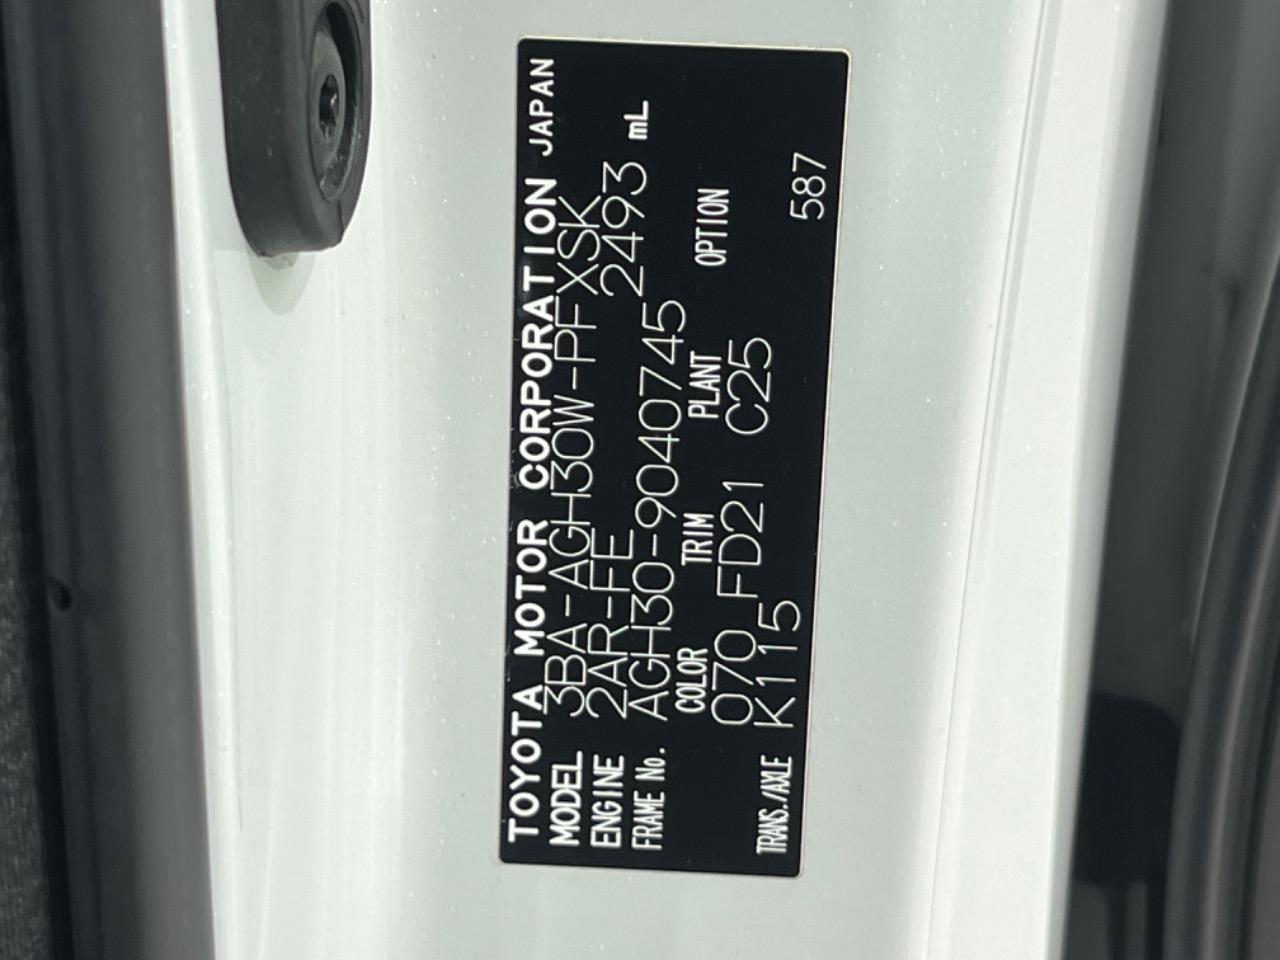 TOYOTA MOTOR CORPORATION JAPAN
MODEL 3BA-AGH30W-PFXSK
ENGINE 2AR-FE 2493 mL
FRAME No. AGH30-9040745
COLOR TRIM PLANT OPTION
070 FD21 C25
TRANS./AXLE K115 587